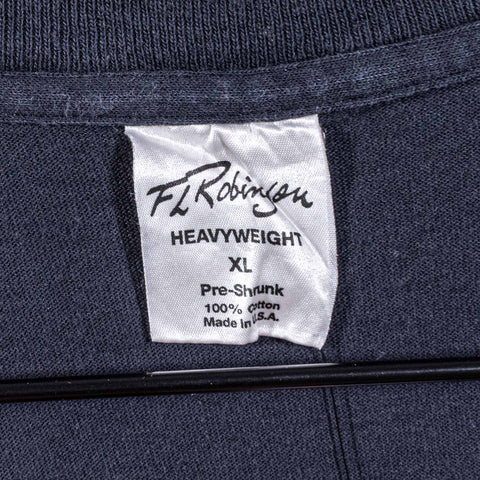 FL Robinson
HEAVYWEIGHT
XL
Pre-Shrunk
100% Cotton
Made in U.S.A.